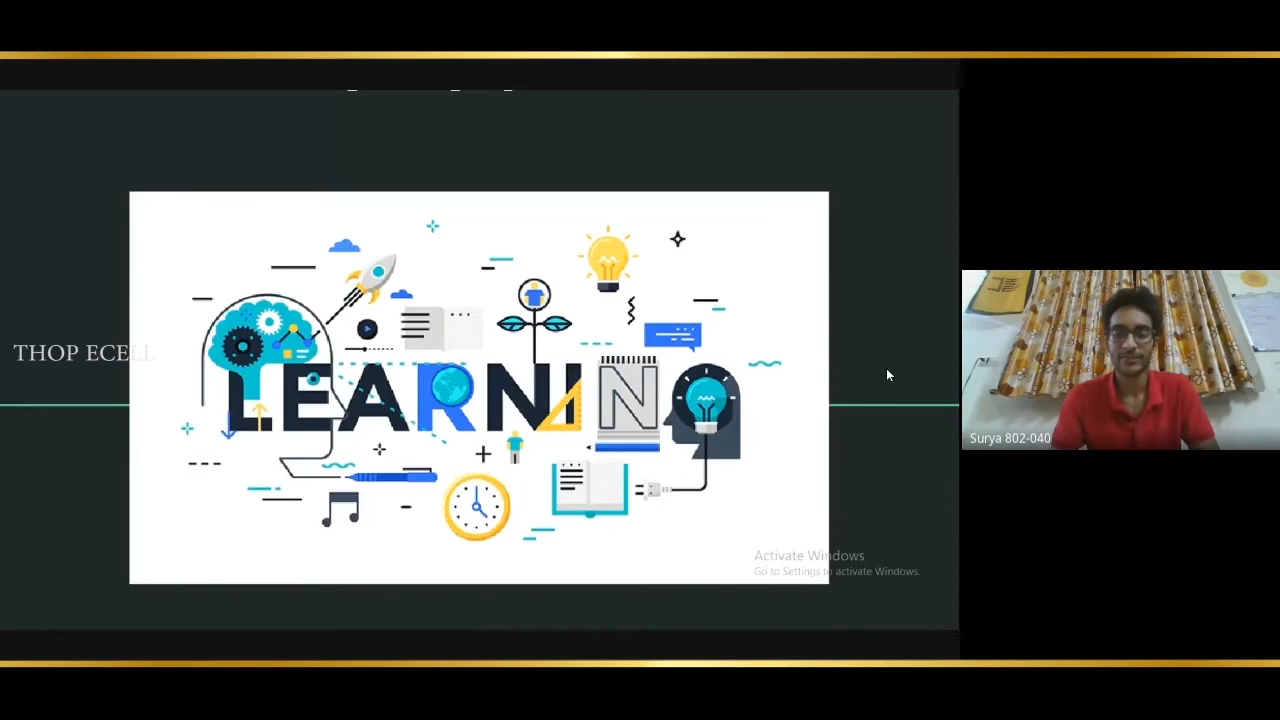 THOP ECELL
LEARNING
Activate Windows
Go to Settings to activate Windows.
Surya 802-040